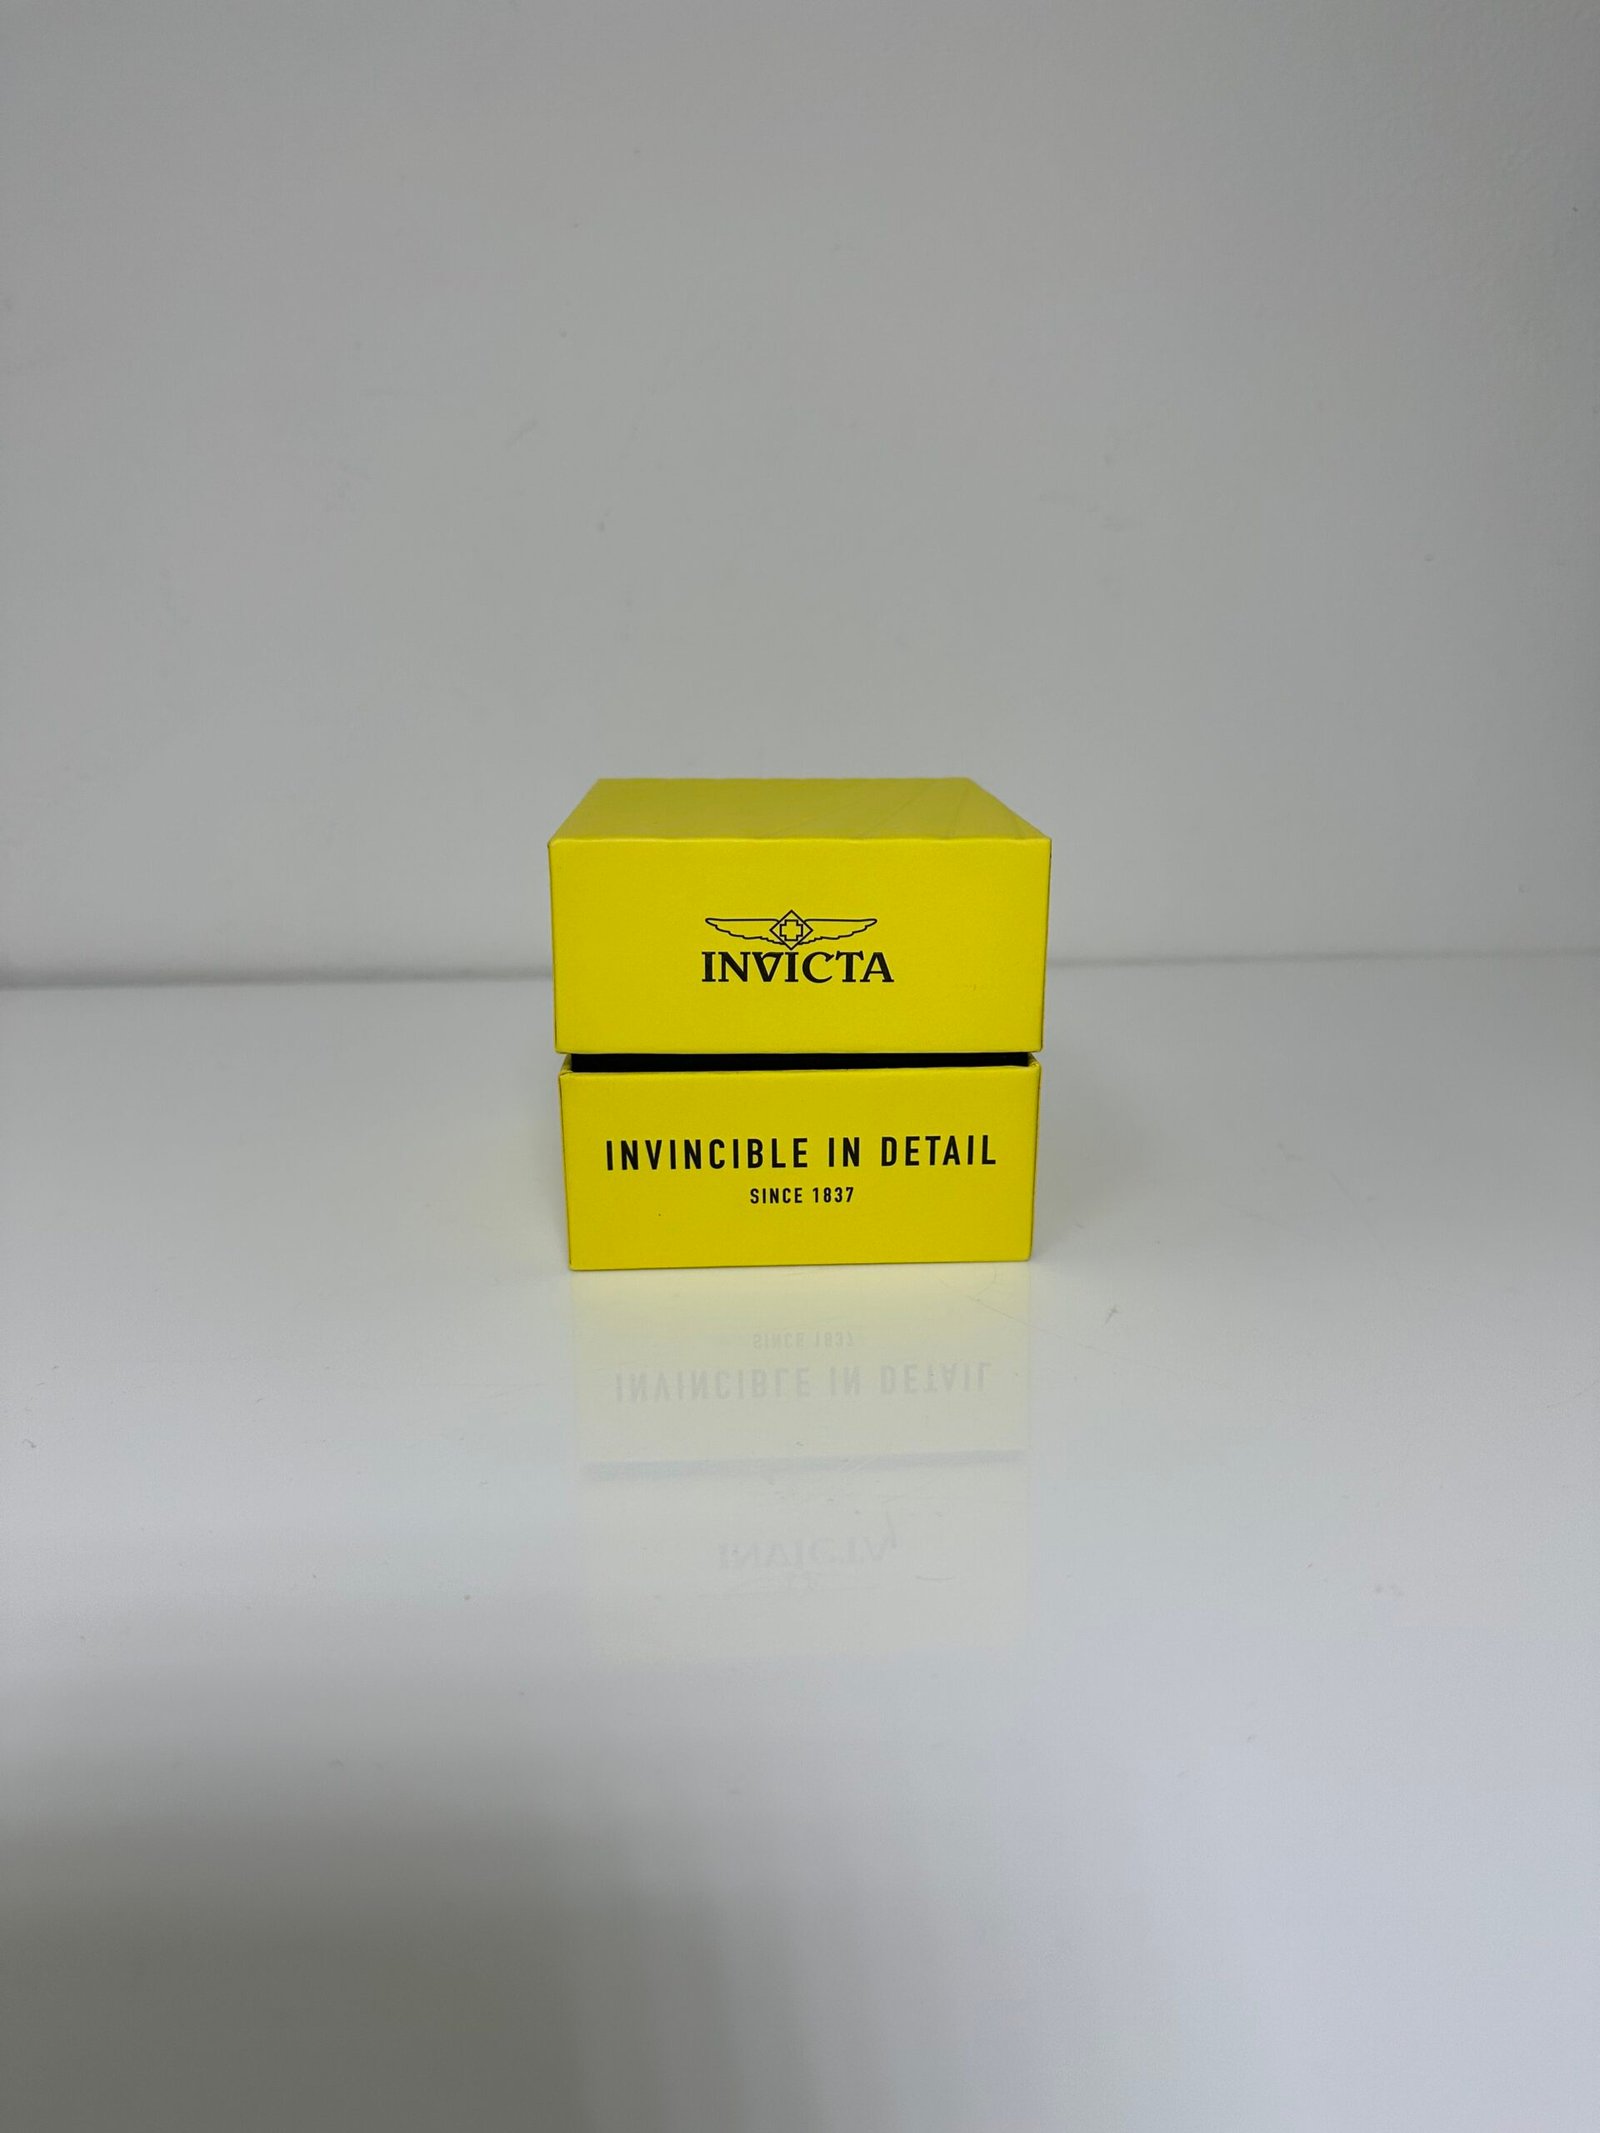 INVICTA
INVINCIBLE IN DETAIL
SINCE 1837